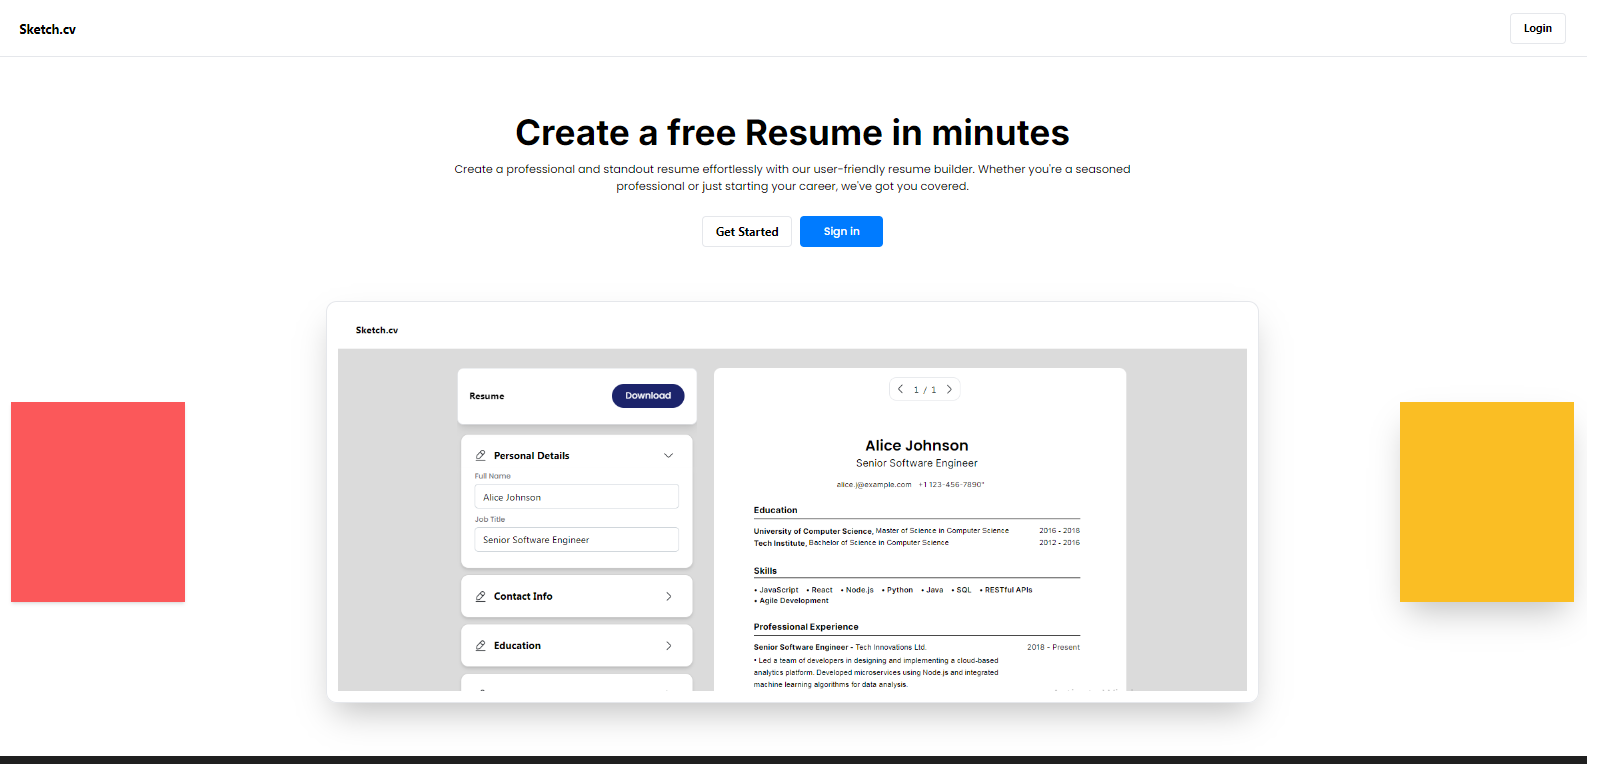 Sketch.cv
Login
Create a free Resume in minutes
Create a professional and standout resume effortlessly with our user-friendly resume builder. Whether you're a seasoned
professional or just starting your career, we've got you covered.
Get Started
Sign in
Sketch.cv
Resume
Download
Personal Details
Full Name
Alice Johnson
Job Title
Senior Software Engineer
Contact Info
Education
1 / 1
Alice Johnson
Senior Software Engineer
alice.j@example.com +1 123-456-7890"
Education
University of Computer Science, Master of Science in Computer Science 2016 - 2018
Tech Institute, Bachelor of Science in Computer Science 2012 - 2016
Skills
• JavaScript • React • Node.js • Python • Java • SQL • RESTful APIs
• Agile Development
Professional Experience
Senior Software Engineer - Tech Innovations Ltd. 2018 - Present
• Led a team of developers in designing and implementing a cloud-based
analytics platform. Developed microservices using Node.js and integrated
machine learning algorithms for data analysis.